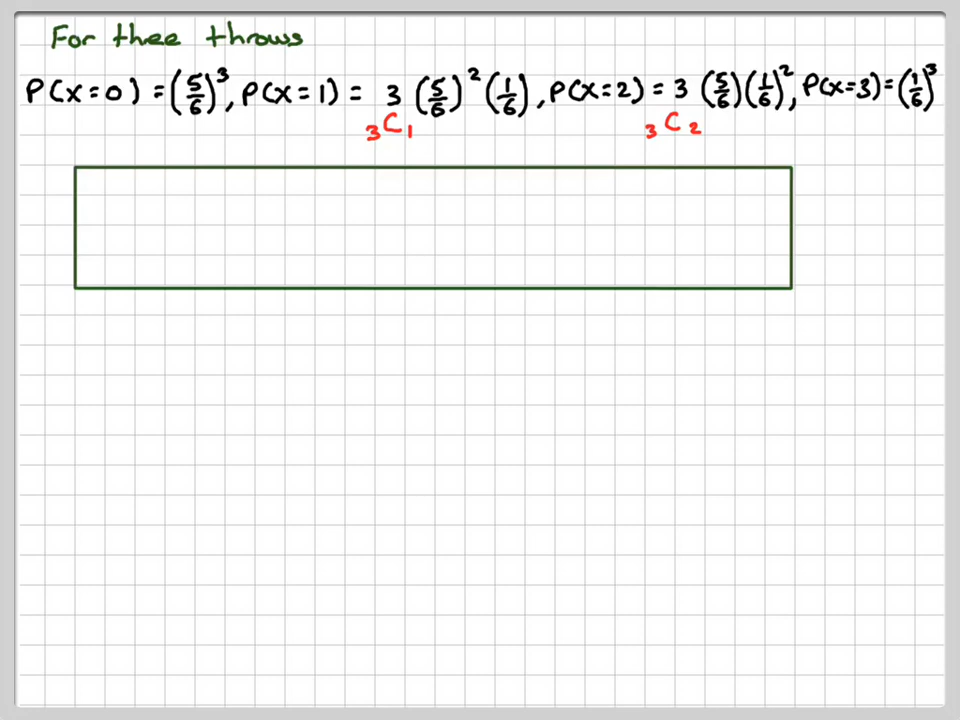 For thee throws
P(X=0) = (5/6)³, P(X=1) = 3 (5/6)² (1/6), P(X=2) = 3 (5/6)(1/6)², P(X=3) = (1/6)³
₃C₁ ₃C₂